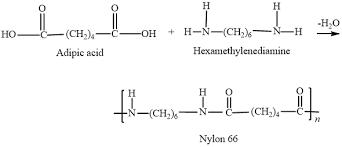 O O H H
HO—C—(CH₂)₄—C—OH + H—N—(CH₂)₆—N—H -H₂O
Adipic acid Hexamethylenediamine
H H O O
[N—(CH₂)₆—N—C—(CH₂)₄—C]n
Nylon 66